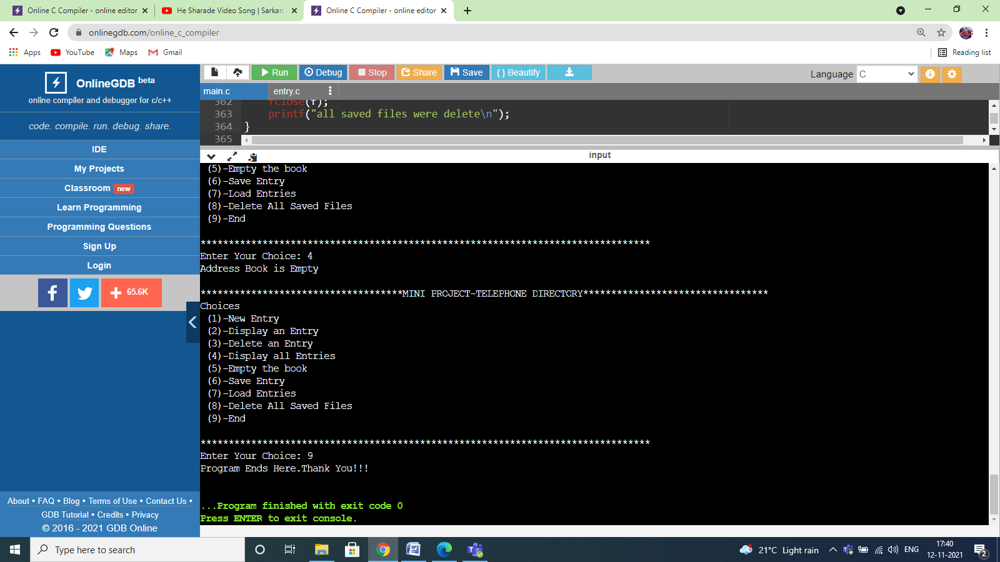 Online C Compiler - online editor
He Sharade Video Song | Sarkari
Online C Compiler - online editor
onlinegdb.com/online_c_compiler
Apps YouTube Maps Gmail Reading list
OnlineGDB beta
online compiler and debugger for c/c++
code. compile. run. debug. share.
IDE
My Projects
Classroom new
Learn Programming
Programming Questions
Sign Up
Login
f + 65.6K
About • FAQ • Blog • Terms of Use • Contact Us •
GDB Tutorial • Credits • Privacy
© 2016 - 2021 GDB Online
Run Debug Stop Share Save { } Beautify Language C
main.c entry.c
362 fclose(f);
363 printf("all saved files were delete\n");
364 }
365
input
(5)-Empty the book
(6)-Save Entry
(7)-Load Entries
(8)-Delete All Saved Files
(9)-End
********************************************************************************
Enter Your Choice: 4
Address Book is Empty
************************************MINI PROJECT-TELEPHONE DIRECTORY*********************************
Choices
(1)-New Entry
(2)-Display an Entry
(3)-Delete an Entry
(4)-Display all Entries
(5)-Empty the book
(6)-Save Entry
(7)-Load Entries
(8)-Delete All Saved Files
(9)-End
********************************************************************************
Enter Your Choice: 9
Program Ends Here.Thank You!!!
...Program finished with exit code 0
Press ENTER to exit console.
Type here to search
21°C Light rain ENG 17:40
12-11-2021
2